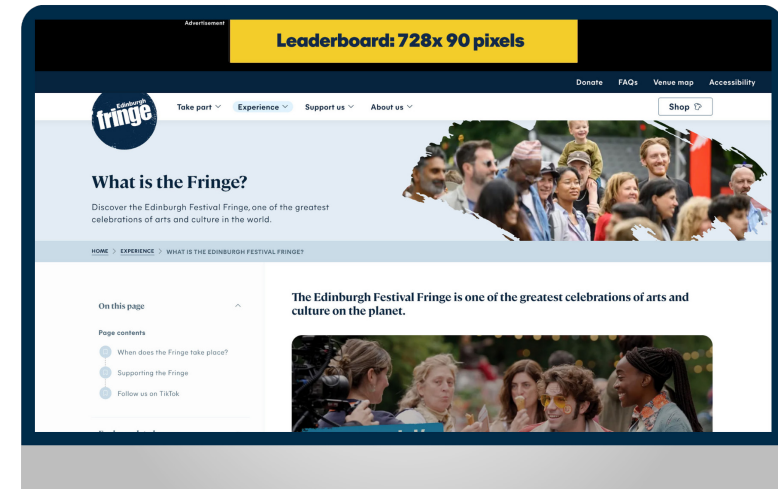 Advertisement
Leaderboard: 728x 90 pixels
Donate FAQs Venue map Accessibility
Edinburgh
fringe
Take part Experience Support us About us Shop
What is the Fringe?
Discover the Edinburgh Festival Fringe, one of the greatest
celebrations of arts and culture in the world.
HOME > EXPERIENCE > WHAT IS THE EDINBURGH FESTIVAL FRINGE?
On this page
Page contents
When does the Fringe take place?
Supporting the Fringe
Follow us on TikTok
The Edinburgh Festival Fringe is one of the greatest celebrations of arts and
culture on the planet.